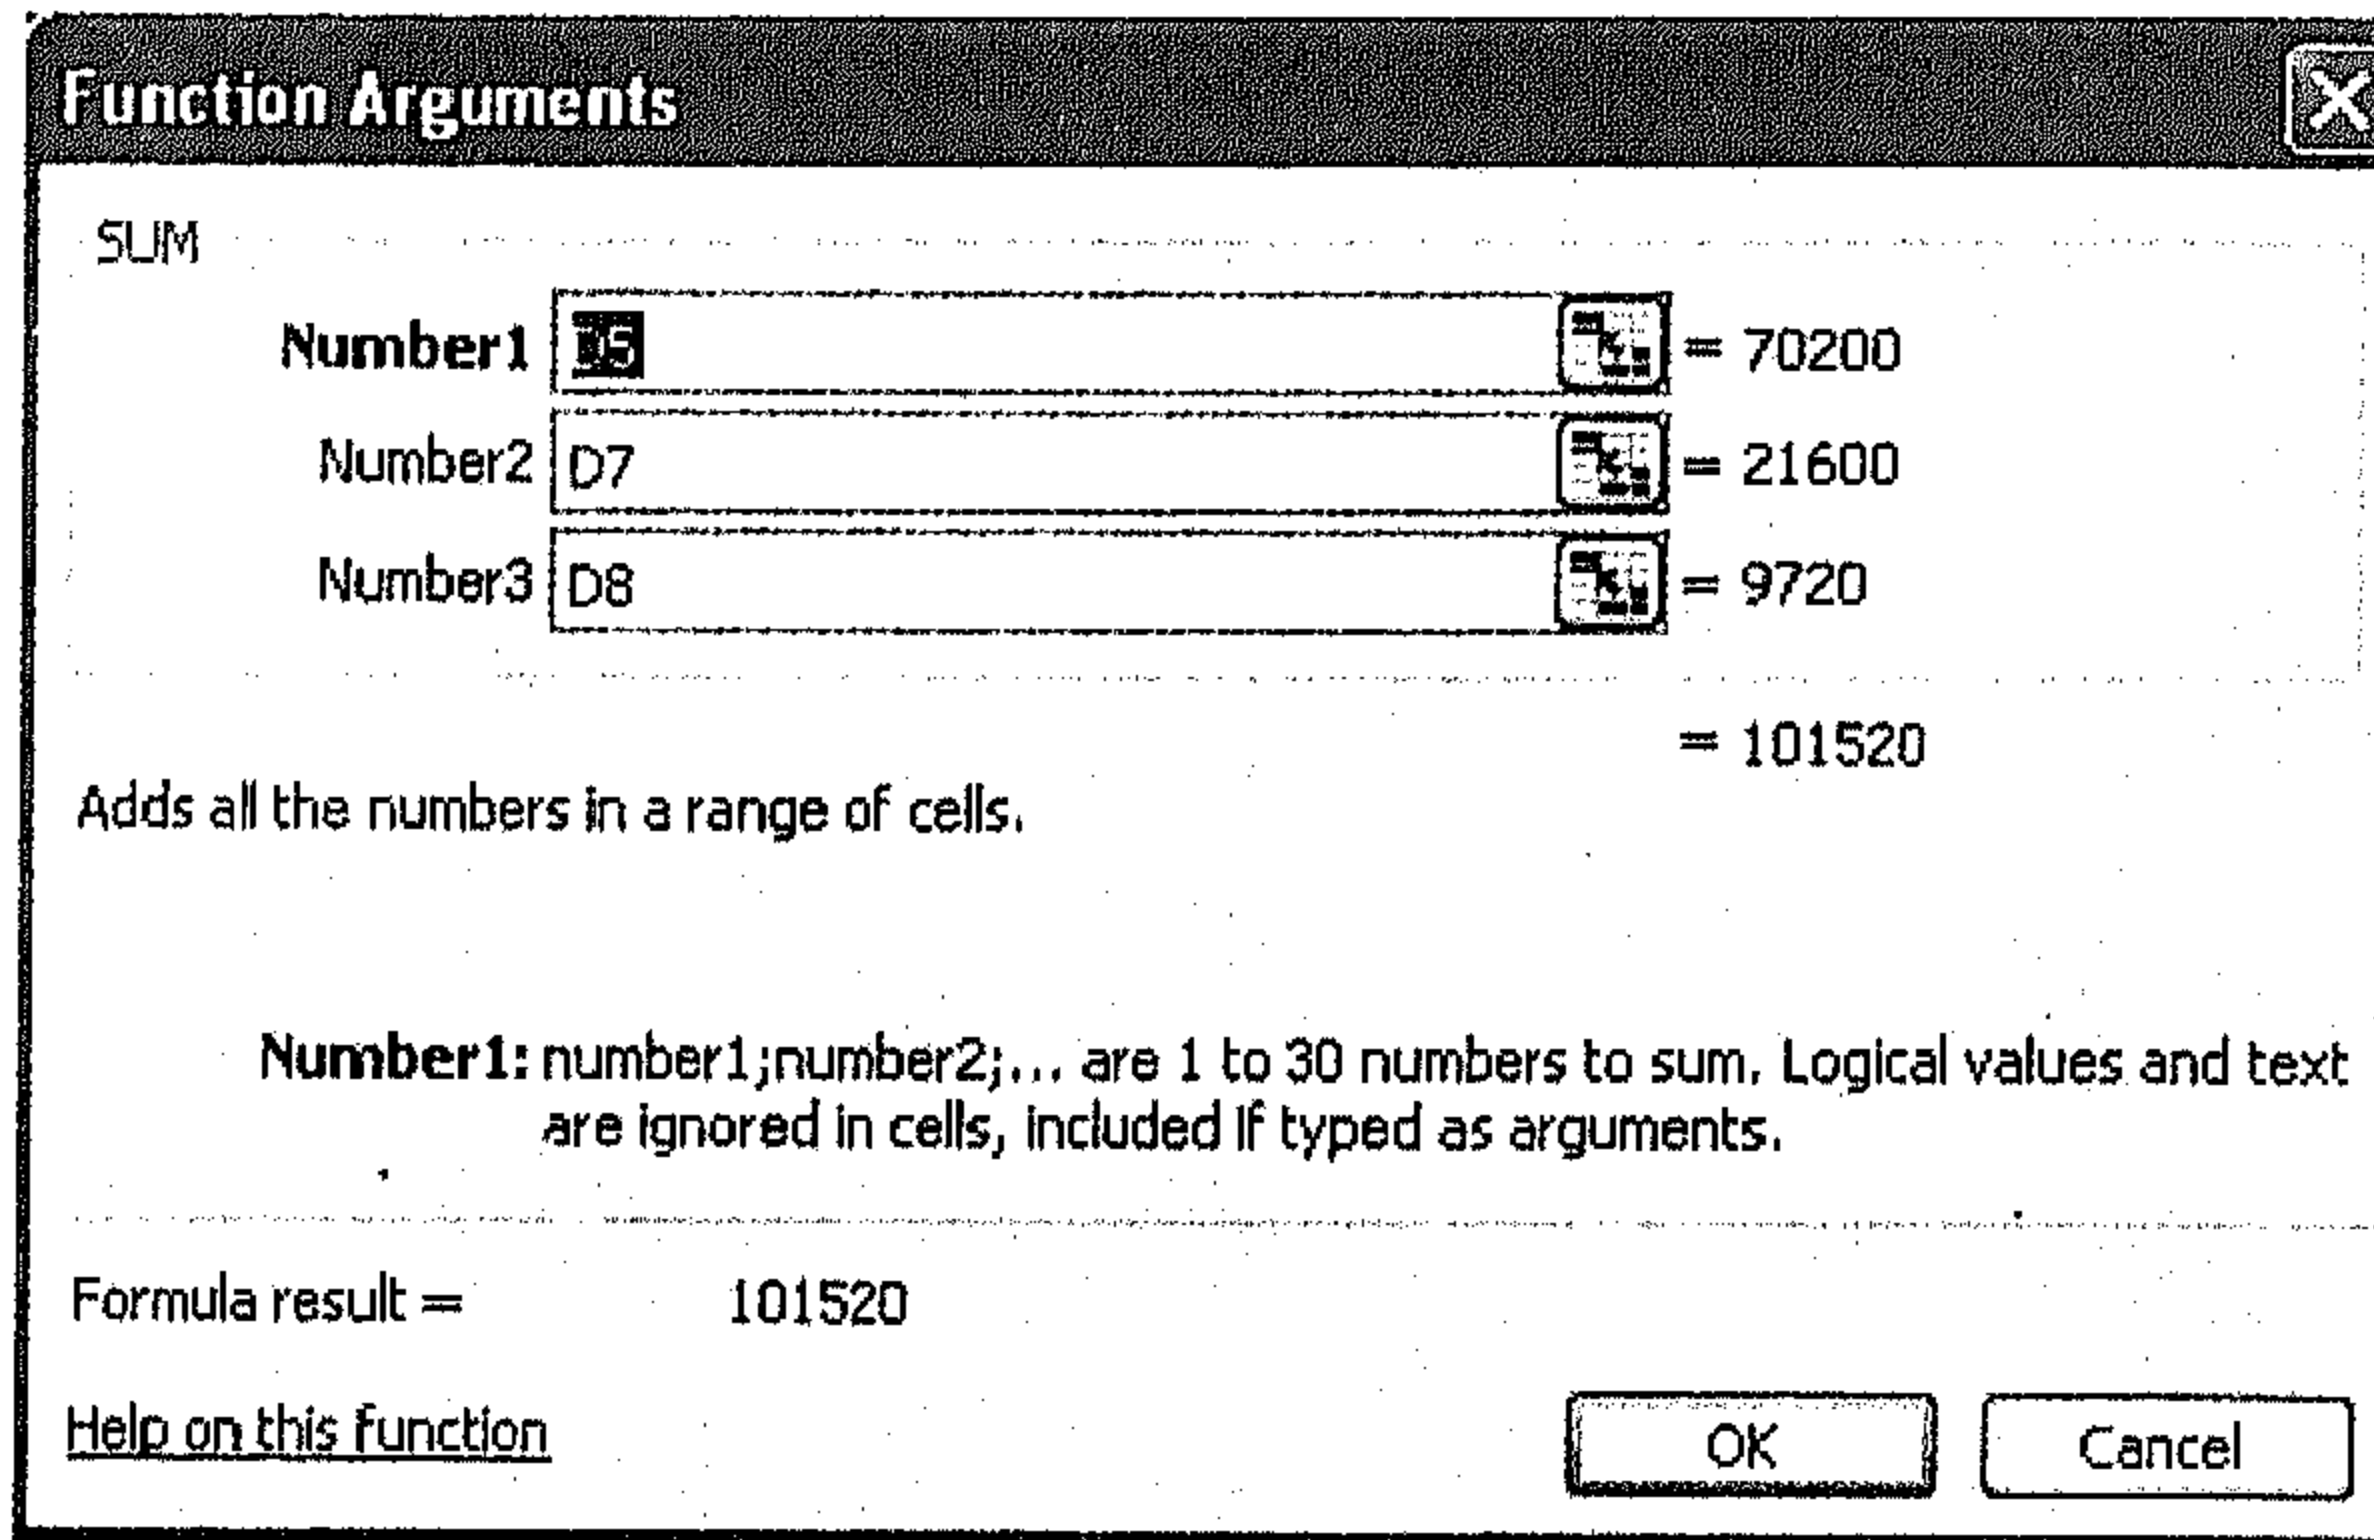 Function Arguments
SUM
Number1 D5 = 70200
Number2 D7 = 21600
Number3 D8 = 9720
= 101520
Adds all the numbers in a range of cells.
Number1: number1;number2;... are 1 to 30 numbers to sum. Logical values and text
are ignored in cells, included if typed as arguments.
Formula result = 101520
Help on this function
OK
Cancel